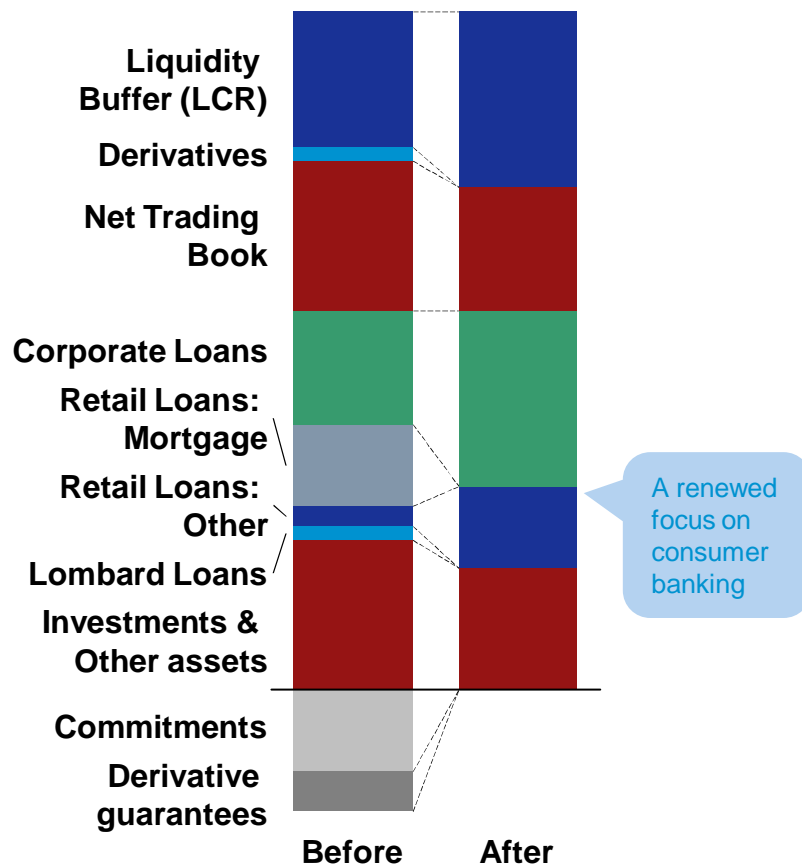 Liquidity
Buffer (LCR)
Derivatives
Net Trading
Book
Corporate Loans
Retail Loans:
Mortgage
Retail Loans:
Other
Lombard Loans
Investments &
Other assets
Commitments
Derivative
guarantees
A renewed
focus on
consumer
banking
Before
After